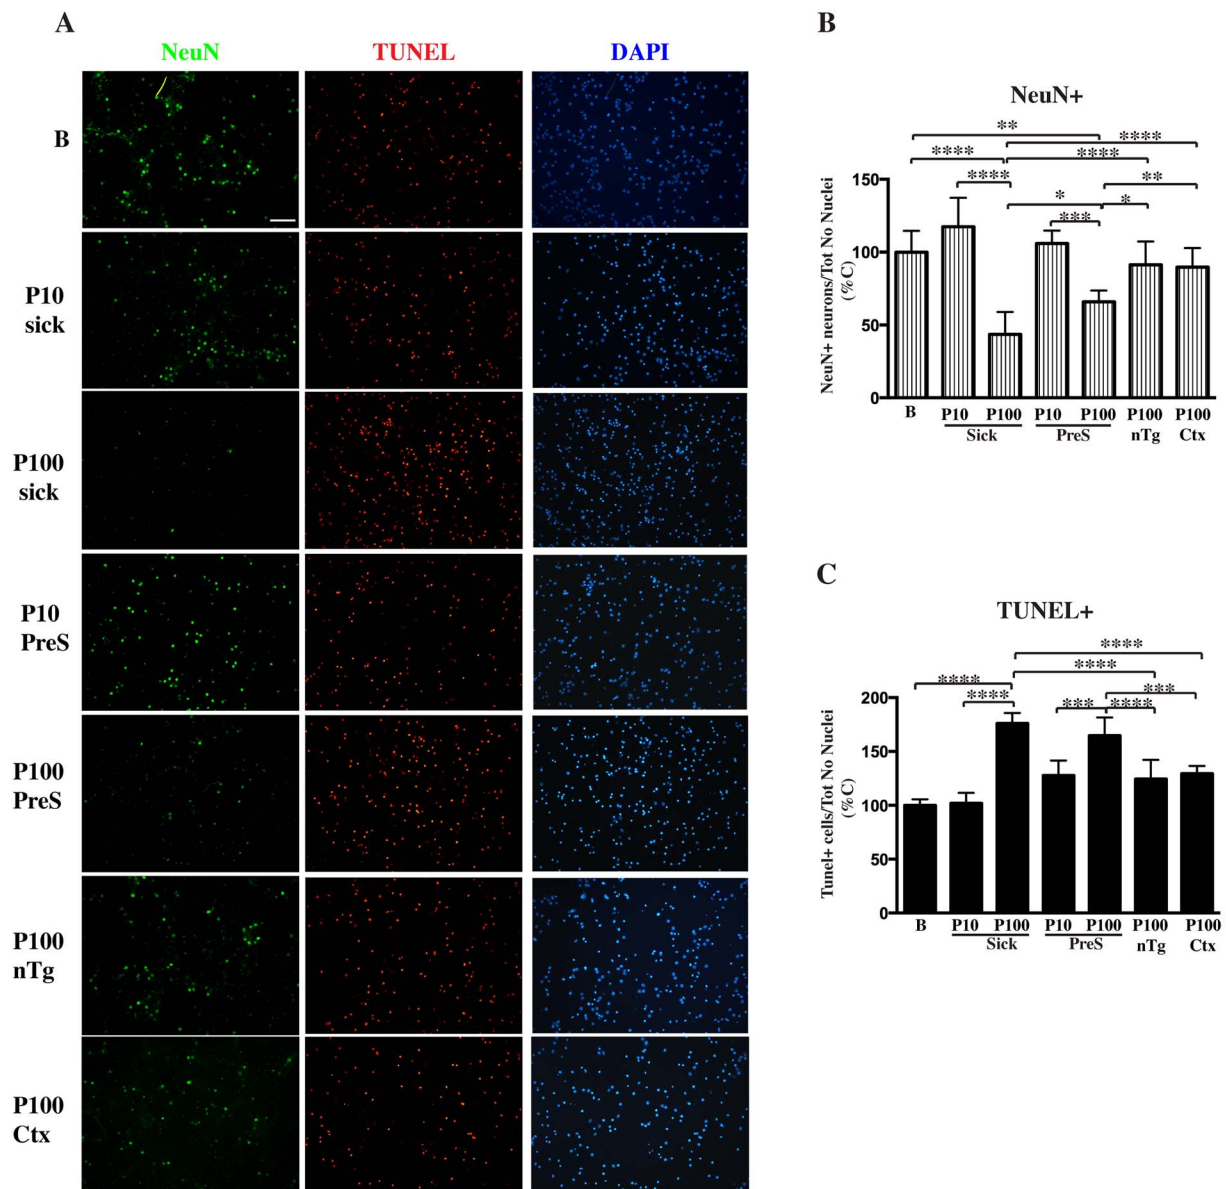 A
NeuN TUNEL DAPI
B
P10
sick
P100
sick
P10
PreS
P100
PreS
P100
nTg
P100
Ctx
B
NeuN+
** ****
**** ****
**** **
* *
***
NeuN+ neurons/Tot No Nuclei
(%C)
150
100
50
0
B P10 P100 P10 P100 P100 P100
Sick PreS nTg Ctx
C
TUNEL+
****
****
**** ***
**** *** ****
Tunel+ cells/Tot No Nuclei
(%C)
200
150
100
50
0
B P10 P100 P10 P100 P100 P100
Sick PreS nTg Ctx